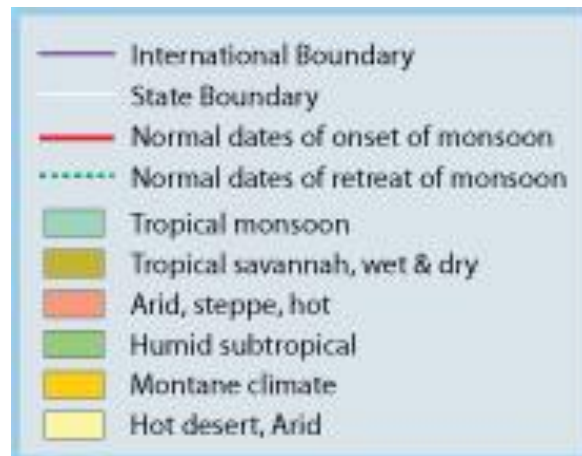 International Boundary
State Boundary
Normal dates of onset of monsoon
Normal dates of retreat of monsoon
Tropical monsoon
Tropical savannah, wet & dry
Arid, steppe, hot
Humid subtropical
Montane climate
Hot desert, Arid